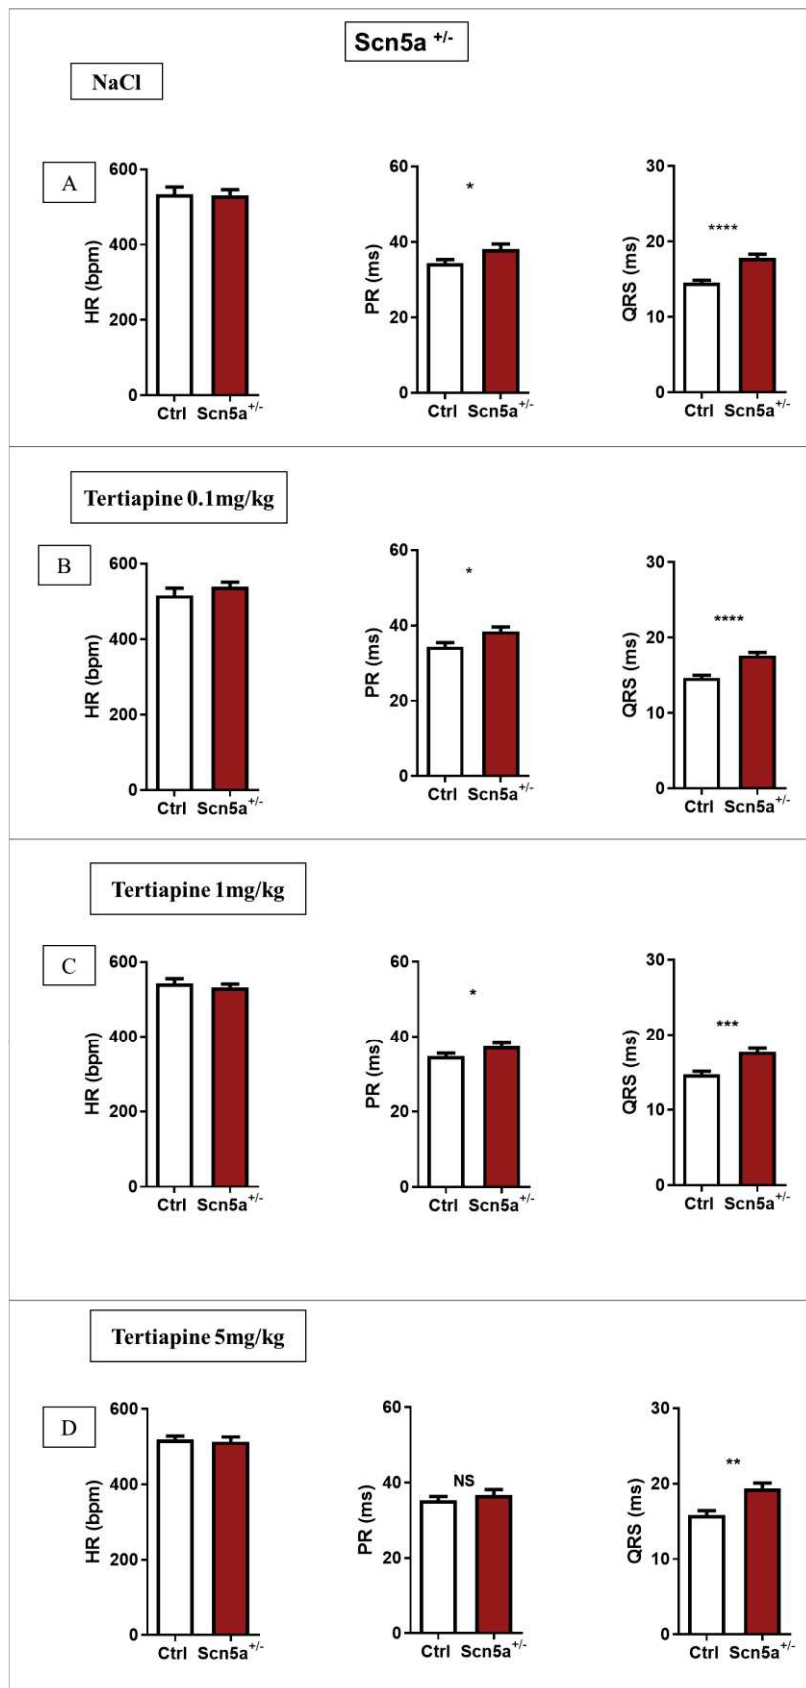 Scn5a +/-
NaCl
A
HR (bpm)
600
400
200
0
Ctrl Scn5a+/-
PR (ms)
60
40
20
0
*
Ctrl Scn5a+/-
QRS (ms)
30
20
10
0
****
Ctrl Scn5a+/-
Tertiapine 0.1mg/kg
B
HR (bpm)
600
400
200
0
Ctrl Scn5a+/-
PR (ms)
60
40
20
0
*
Ctrl Scn5a+/-
QRS (ms)
30
20
10
0
****
Ctrl Scn5a+/-
Tertiapine 1mg/kg
C
HR (bpm)
600
400
200
0
Ctrl Scn5a+/-
PR (ms)
60
40
20
0
*
Ctrl Scn5a+/-
QRS (ms)
30
20
10
0
***
Ctrl Scn5a+/-
Tertiapine 5mg/kg
D
HR (bpm)
600
400
200
0
Ctrl Scn5a+/-
PR (ms)
60
40
20
0
NS
Ctrl Scn5a+/-
QRS (ms)
30
20
10
0
**
Ctrl Scn5a+/-